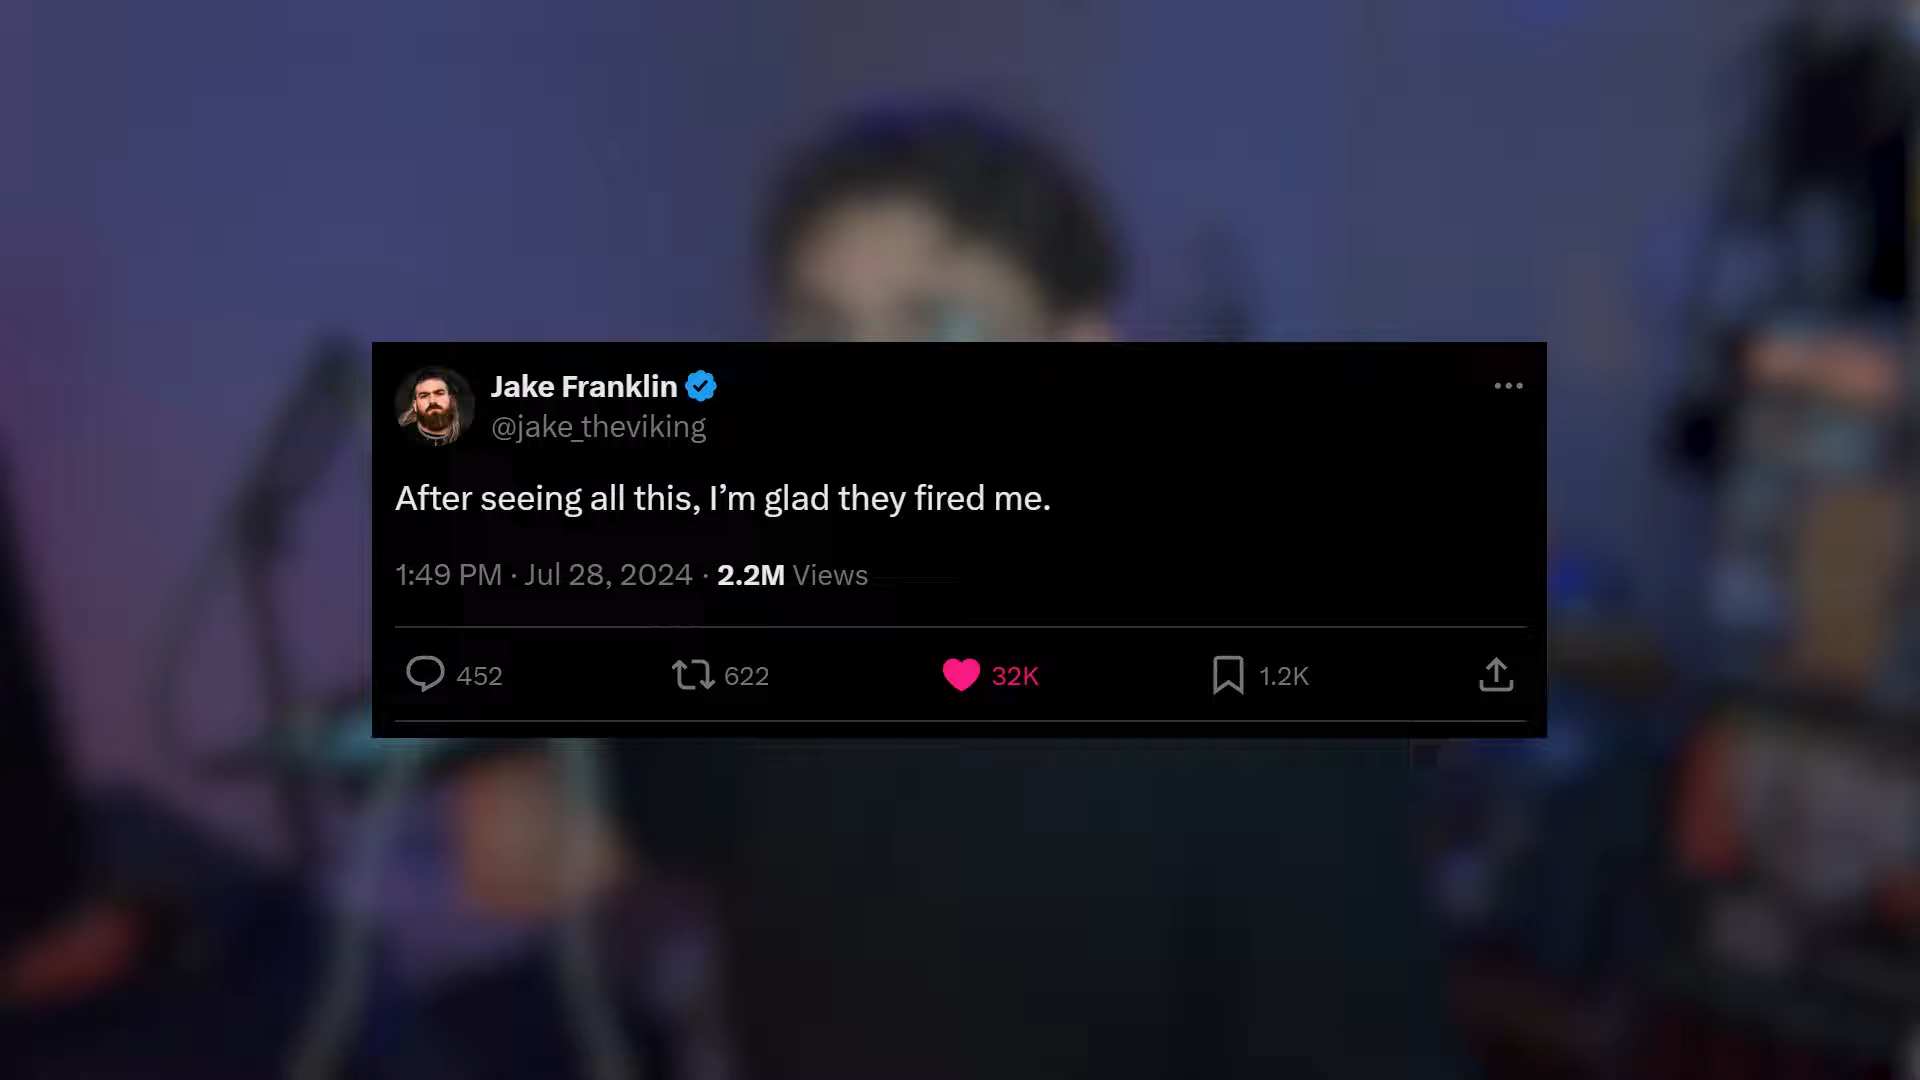 Jake Franklin
@jake_theviking
After seeing all this, I’m glad they fired me.
1:49 PM · Jul 28, 2024 · 2.2M Views
452 622 32K 1.2K